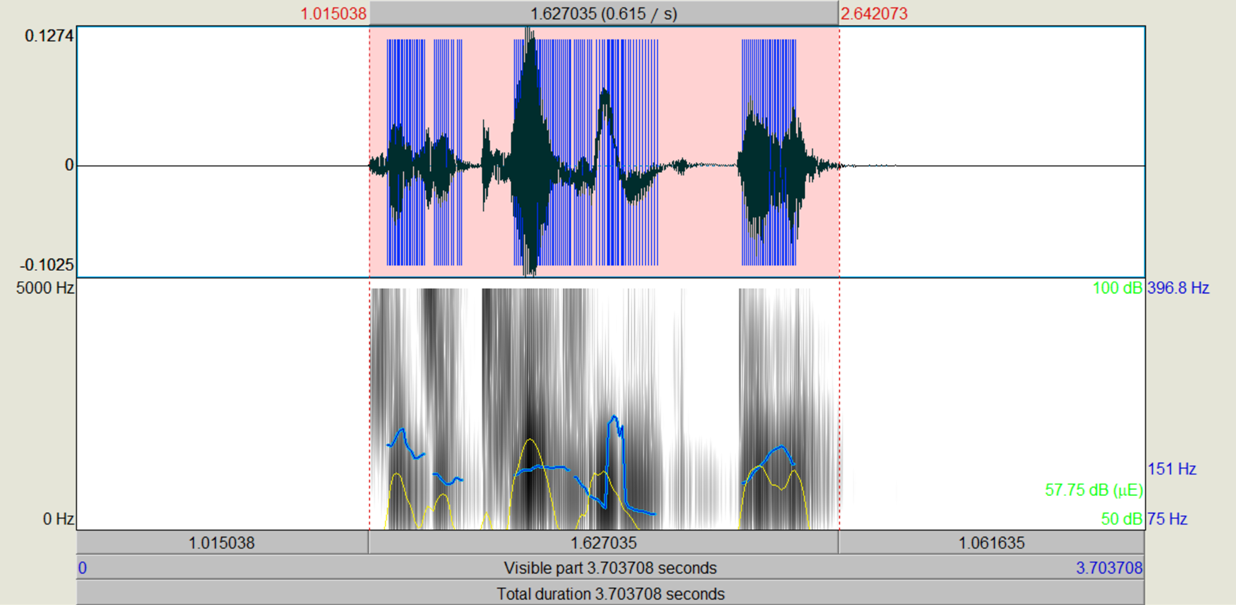 1.015038 1.627035 (0.615 / s) 2.642073
0.1274
0
-0.1025
5000 Hz 100 dB 396.8 Hz
151 Hz
57.75 dB (µE)
0 Hz 50 dB 75 Hz
1.015038 1.627035 1.061635
0 Visible part 3.703708 seconds 3.703708
Total duration 3.703708 seconds